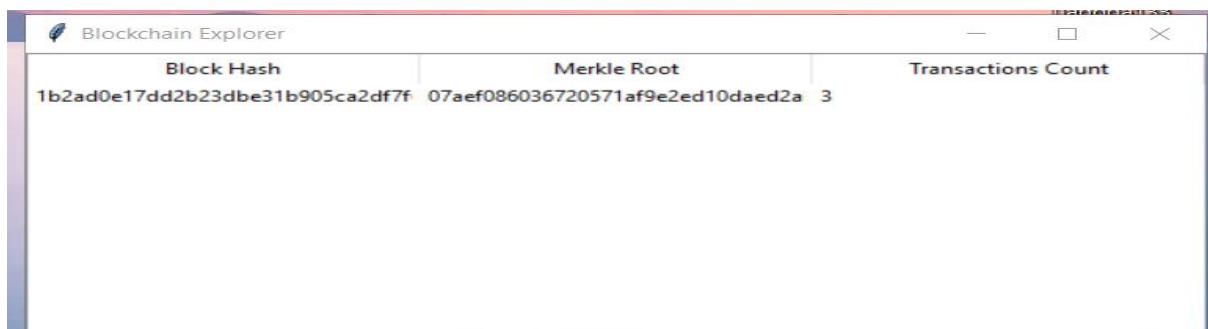 Blockchain Explorer
Block Hash Merkle Root Transactions Count
1b2ad0e17dd2b23dbe31b905ca2df7f 07aef086036720571af9e2ed10daed2a 3